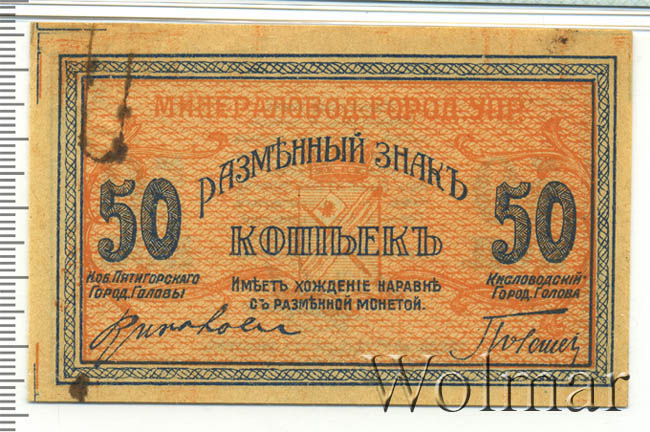 МИНЕРАЛОВОД. ГОРОД. УПР.
РАЗМѢННЫЙ ЗНАКЪ
50
50
КОПѢЕКЪ
И. ОБ. ПЯТИГОРСКАГО
ГОРОД. ГОЛОВЫ
ИМѢЕТЪ ХОЖДЕНІЕ НАРАВНѢ
СЪ РАЗМѢННОЙ МОНЕТОЙ.
КИСЛОВОДСКІЙ
ГОРОД. ГОЛОВА
Wolmar